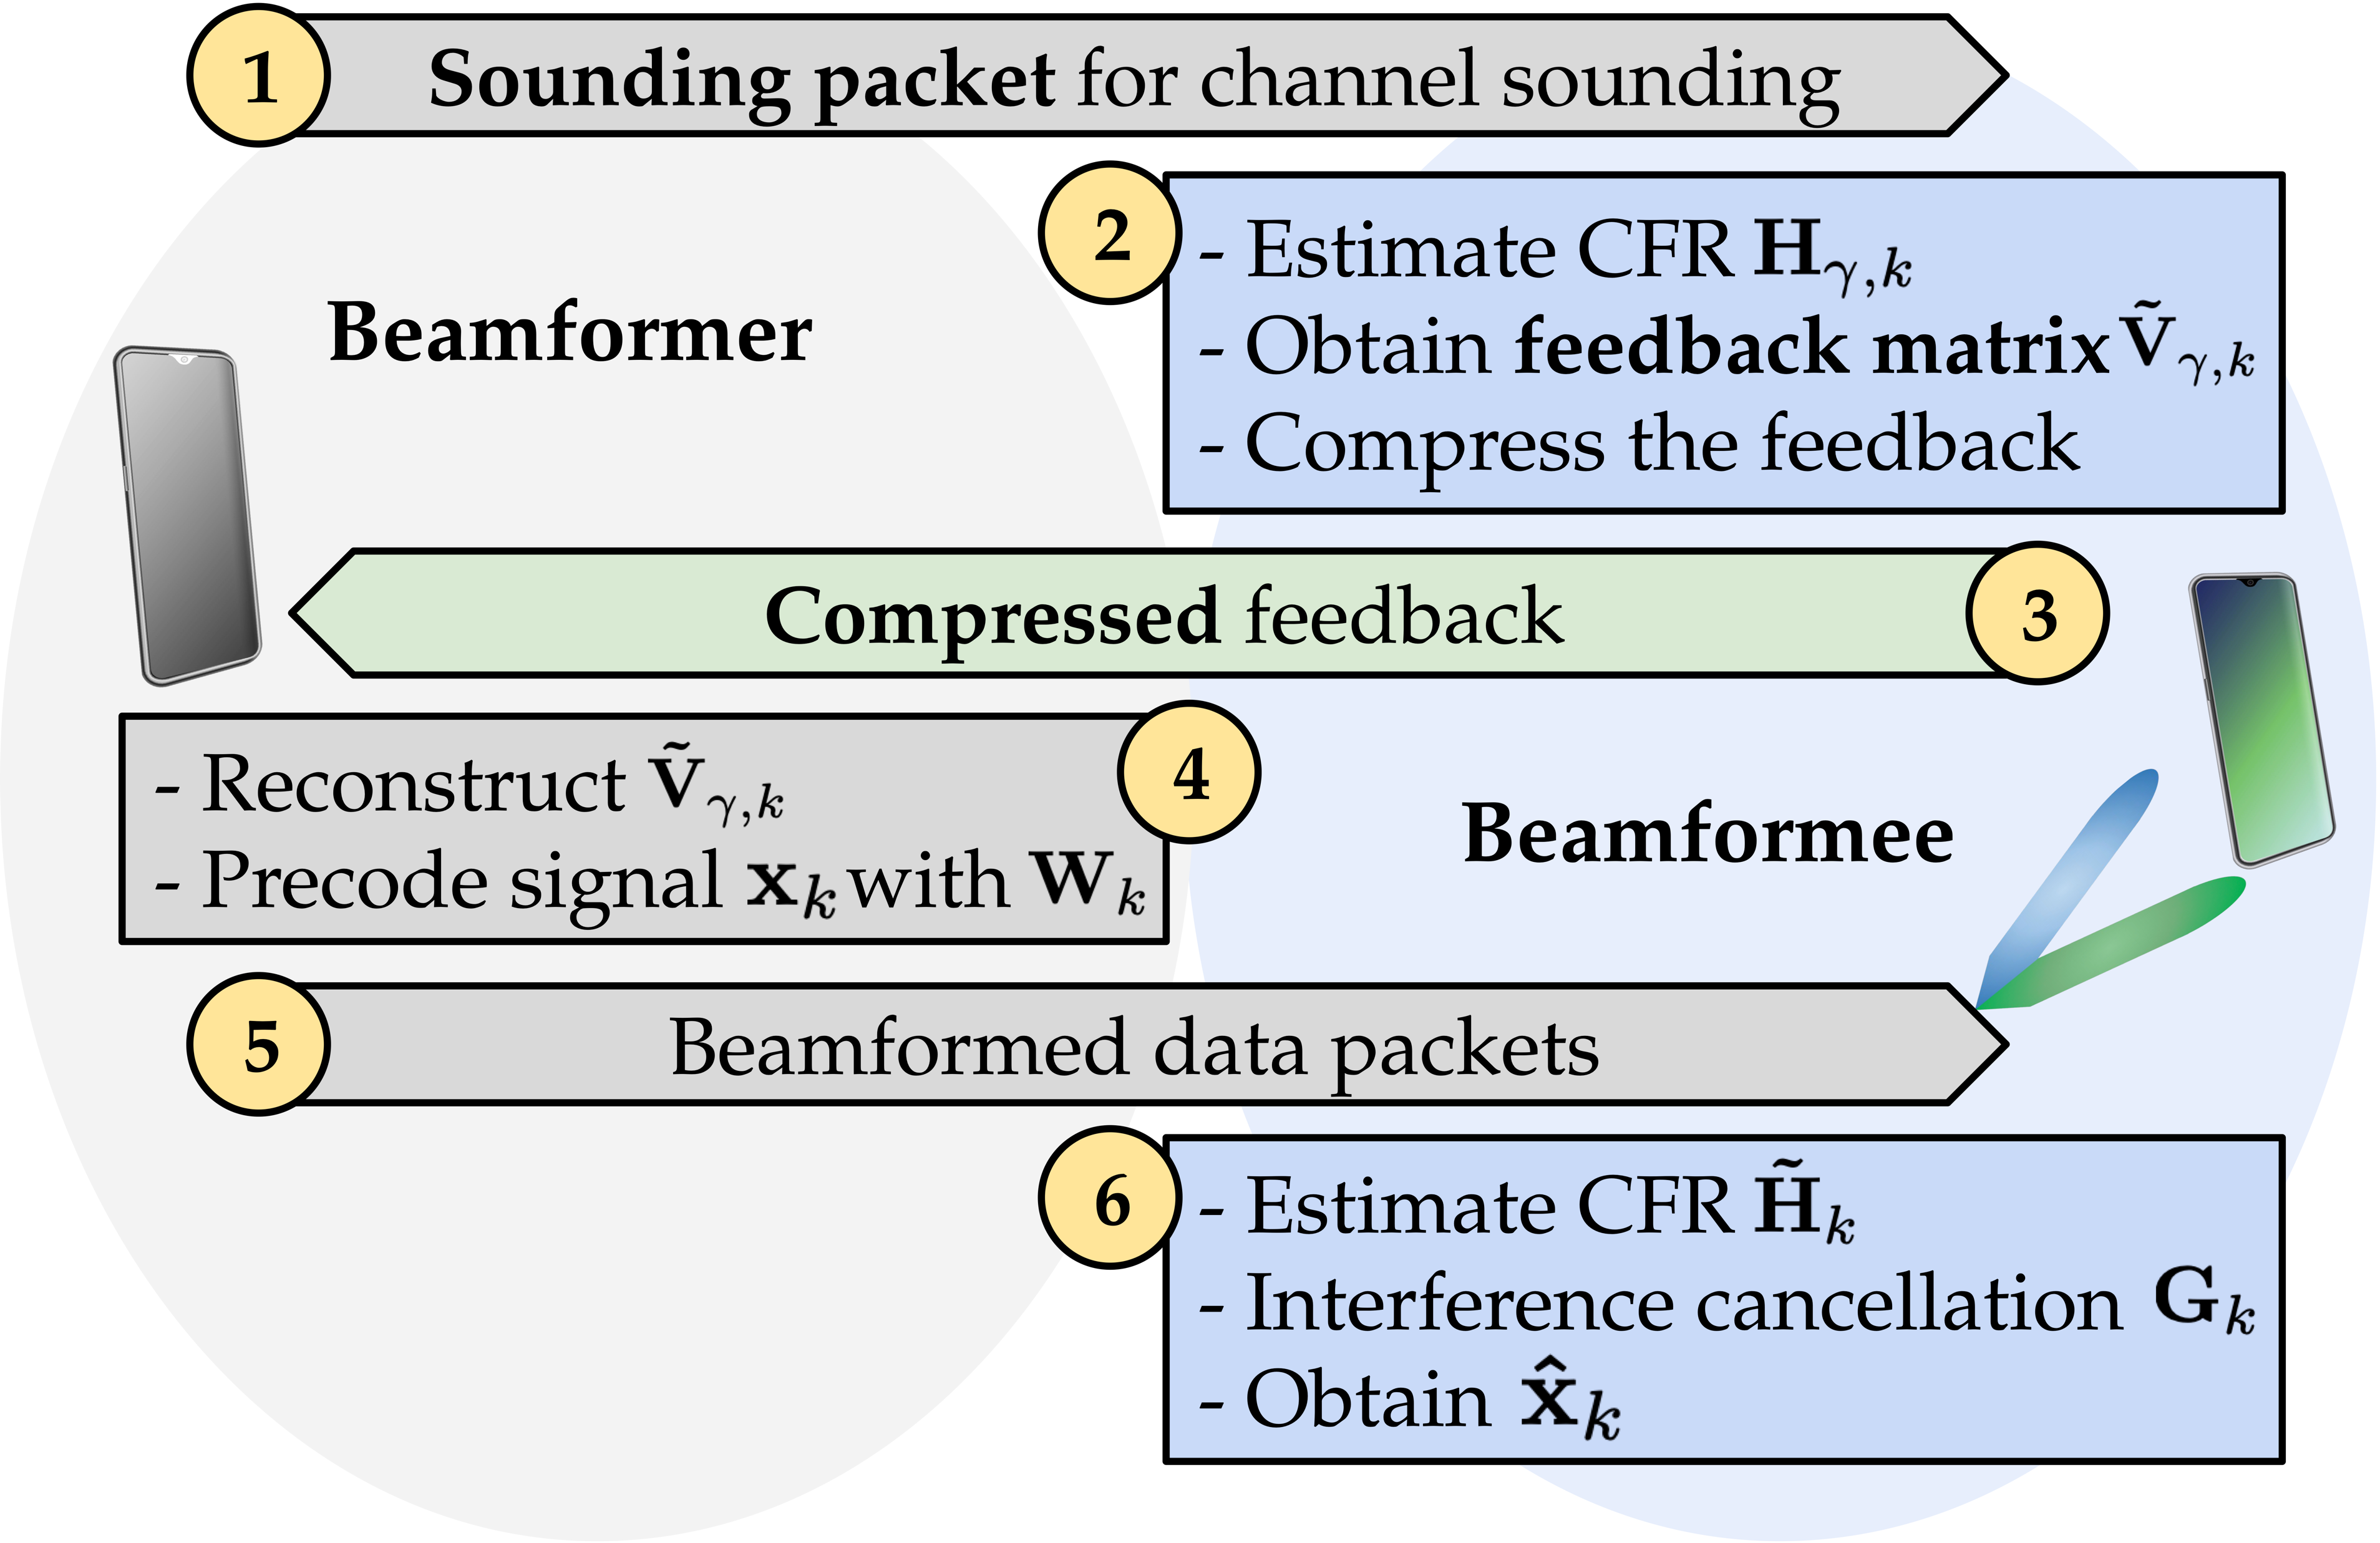 1
Sounding packet for channel sounding
2
- Estimate CFR H_{γ,k}
- Obtain feedback matrix Ṽ_{γ,k}
- Compress the feedback
Beamformer
Compressed feedback
3
4
- Reconstruct Ṽ_{γ,k}
- Precode signal x_k with W_k
Beamformee
5
Beamformed data packets
6
- Estimate CFR H̃_k
- Interference cancellation G_k
- Obtain x̂_k